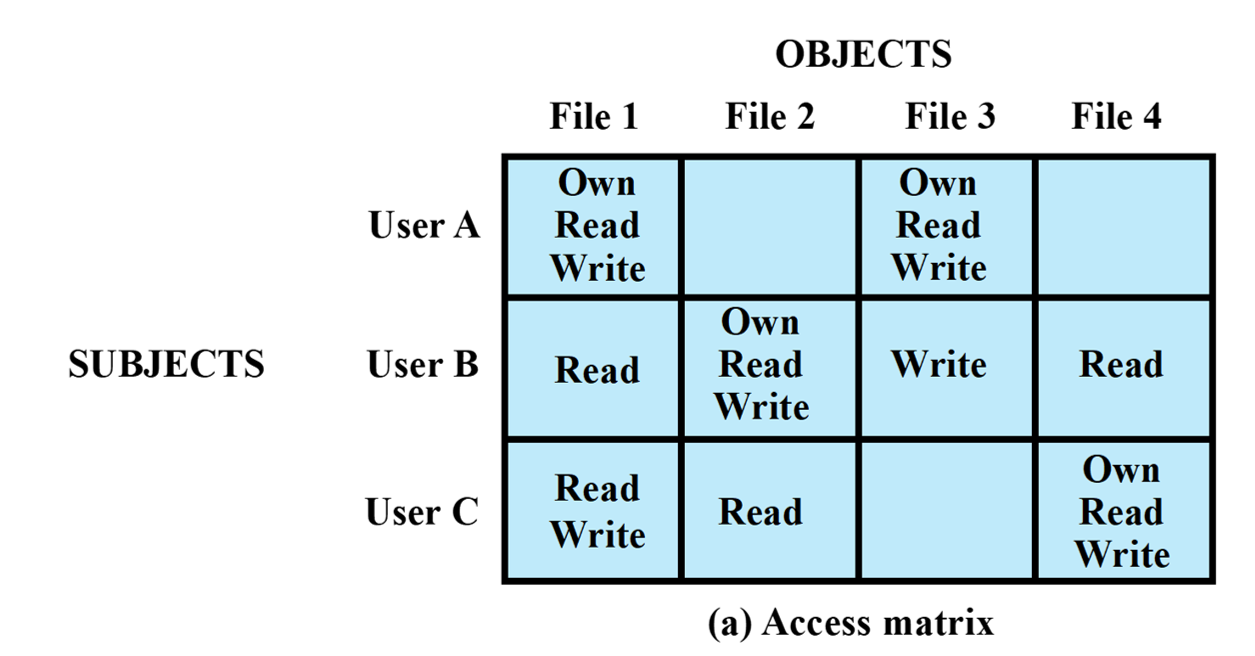 OBJECTS
File 1 File 2 File 3 File 4
User A
Own
Read
Write
Own
Read
Write
SUBJECTS
User B
Read
Own
Read
Write
Write
Read
User C
Read
Write
Read
Own
Read
Write
(a) Access matrix